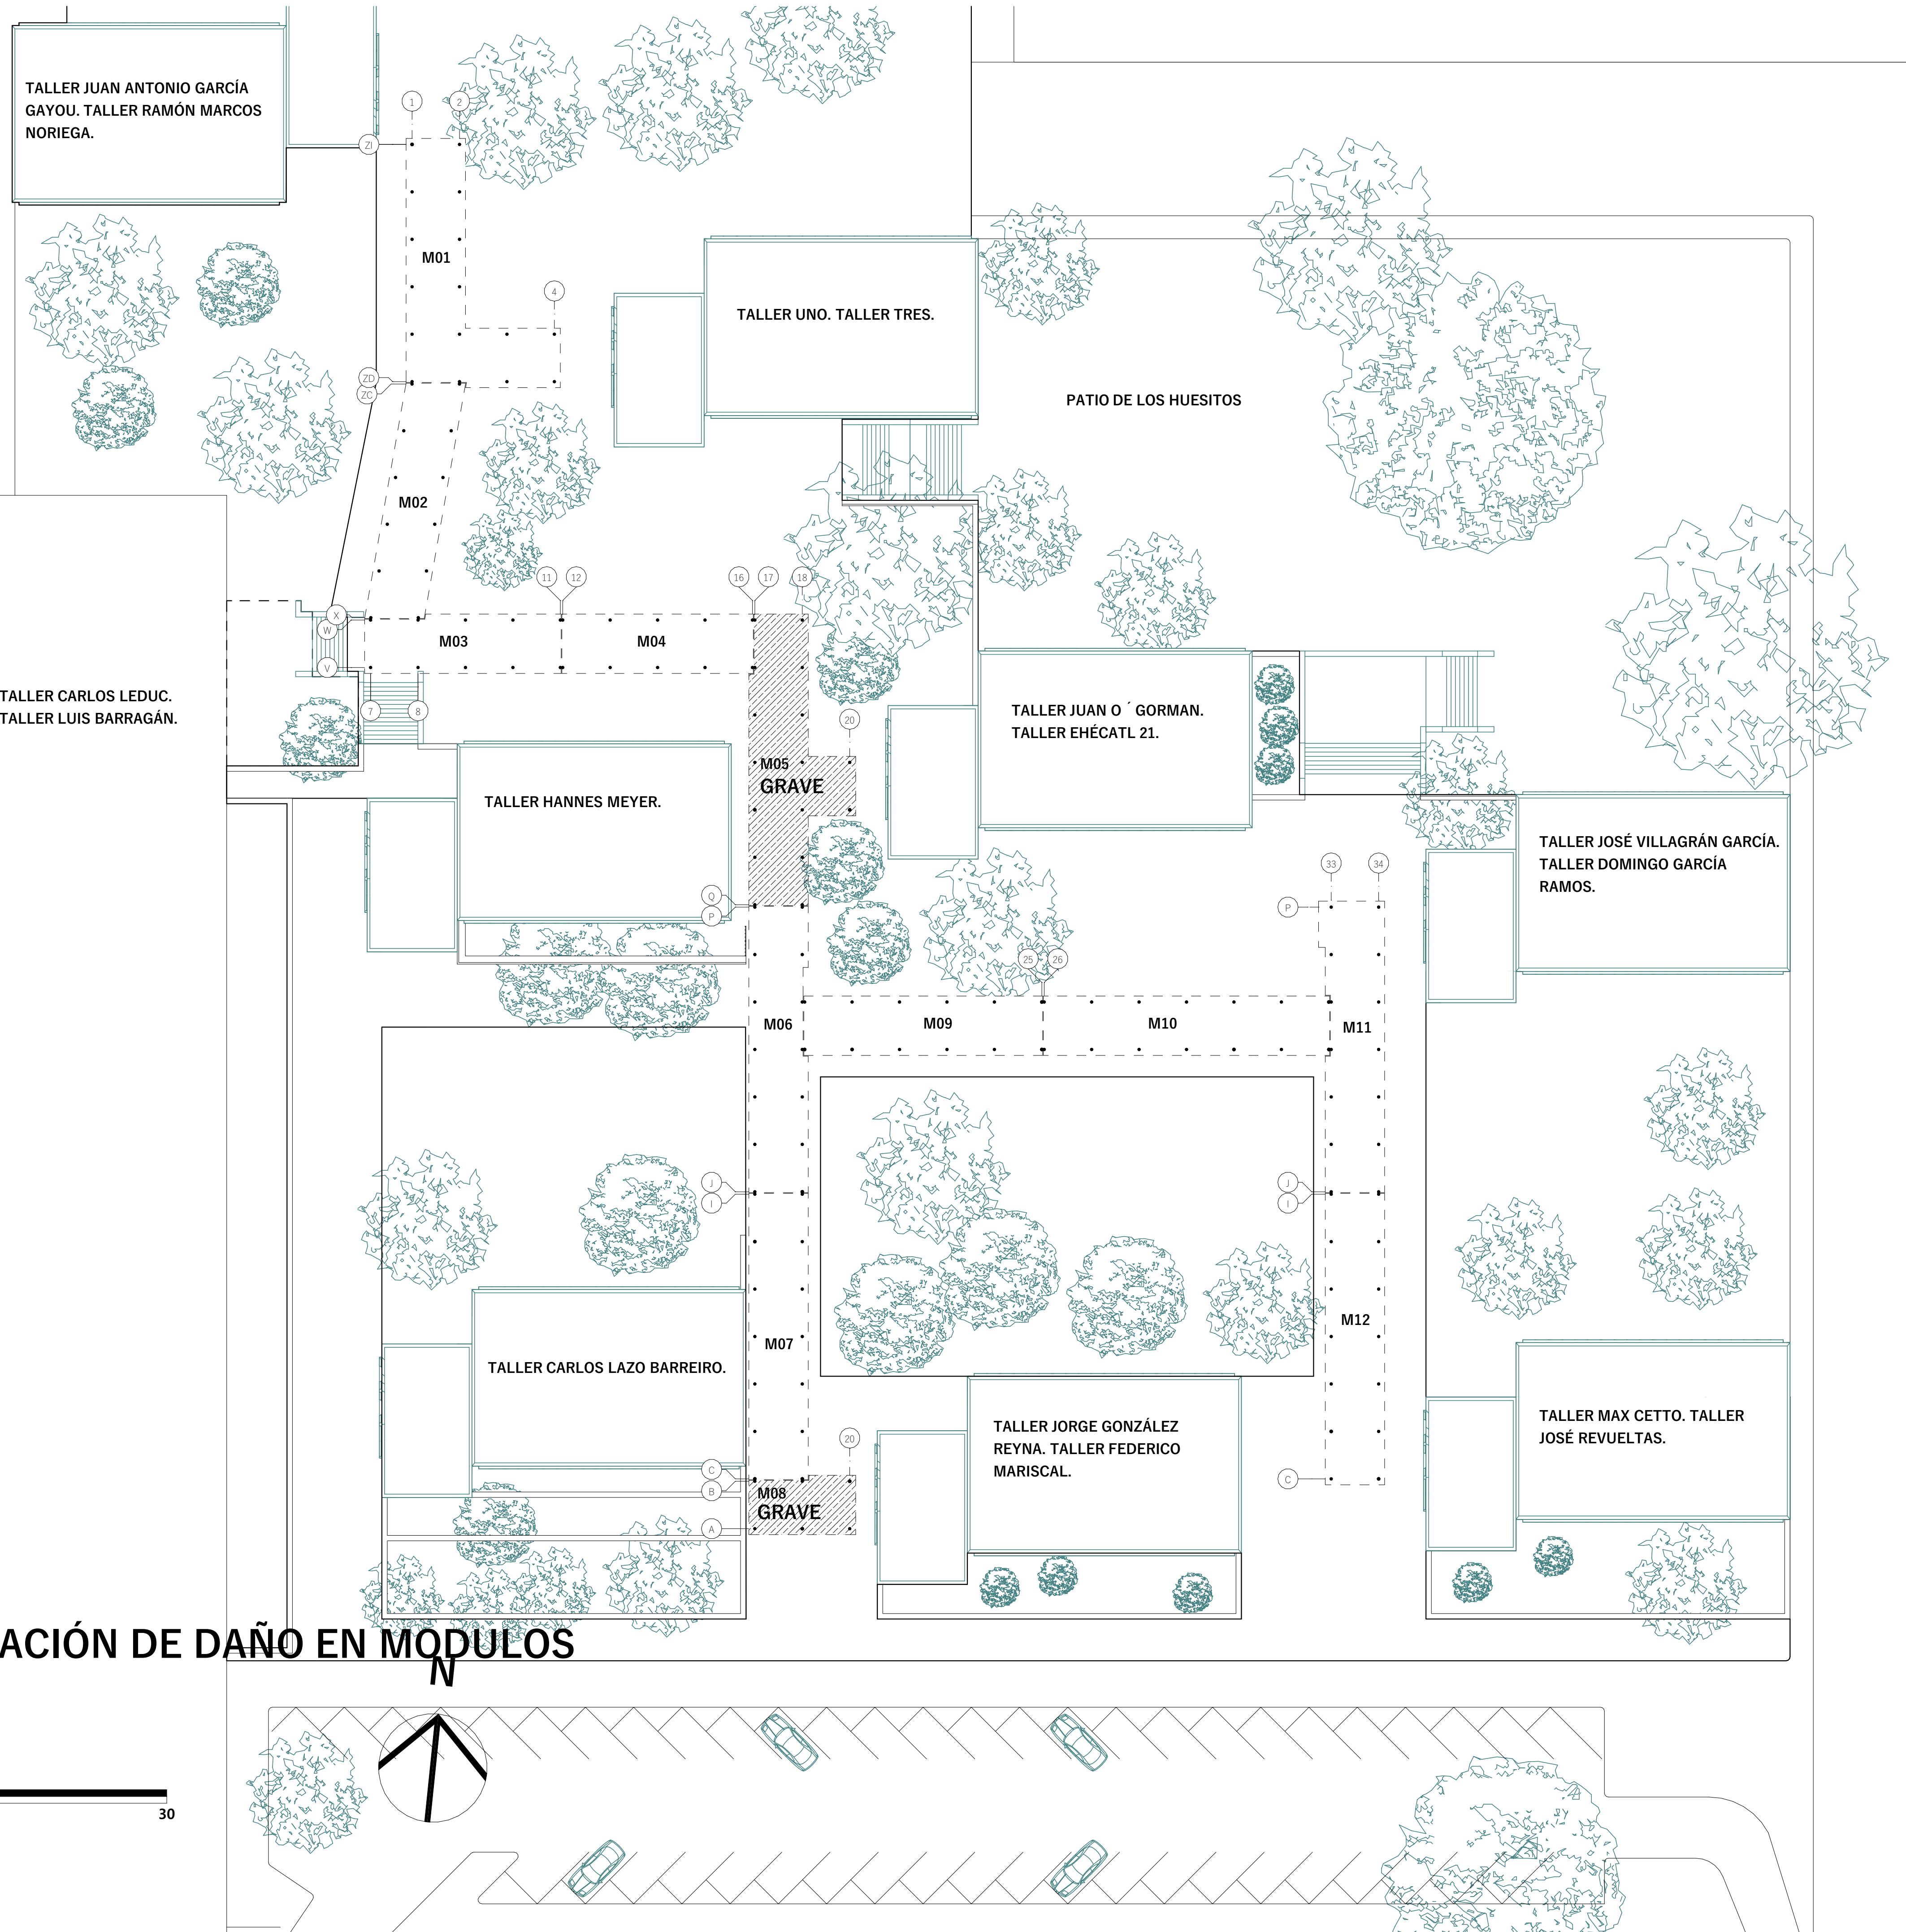 TALLER JUAN ANTONIO GARCÍA
GAYOU. TALLER RAMÓN MARCOS
NORIEGA.
1
2
ZI
M01
4
TALLER UNO. TALLER TRES.
ZD
ZC
PATIO DE LOS HUESITOS
M02
11
12
16
17
18
X
W
V
M03
M04
7
8
TALLER CARLOS LEDUC.
TALLER LUIS BARRAGÁN.
20
TALLER JUAN O´GORMAN.
TALLER EHÉCATL 21.
M05
GRAVE
TALLER HANNES MEYER.
TALLER JOSÉ VILLAGRÁN GARCÍA.
TALLER DOMINGO GARCÍA
RAMOS.
33
34
Q
P
P
25
26
M06
M09
M10
M11
J
I
J
I
M07
M12
TALLER CARLOS LAZO BARREIRO.
TALLER JORGE GONZÁLEZ
REYNA. TALLER FEDERICO
MARISCAL.
TALLER MAX CETTO. TALLER
JOSÉ REVUELTAS.
20
C
B
A
C
M08
GRAVE
ACIÓN DE DAÑO EN MODULOS
N
30